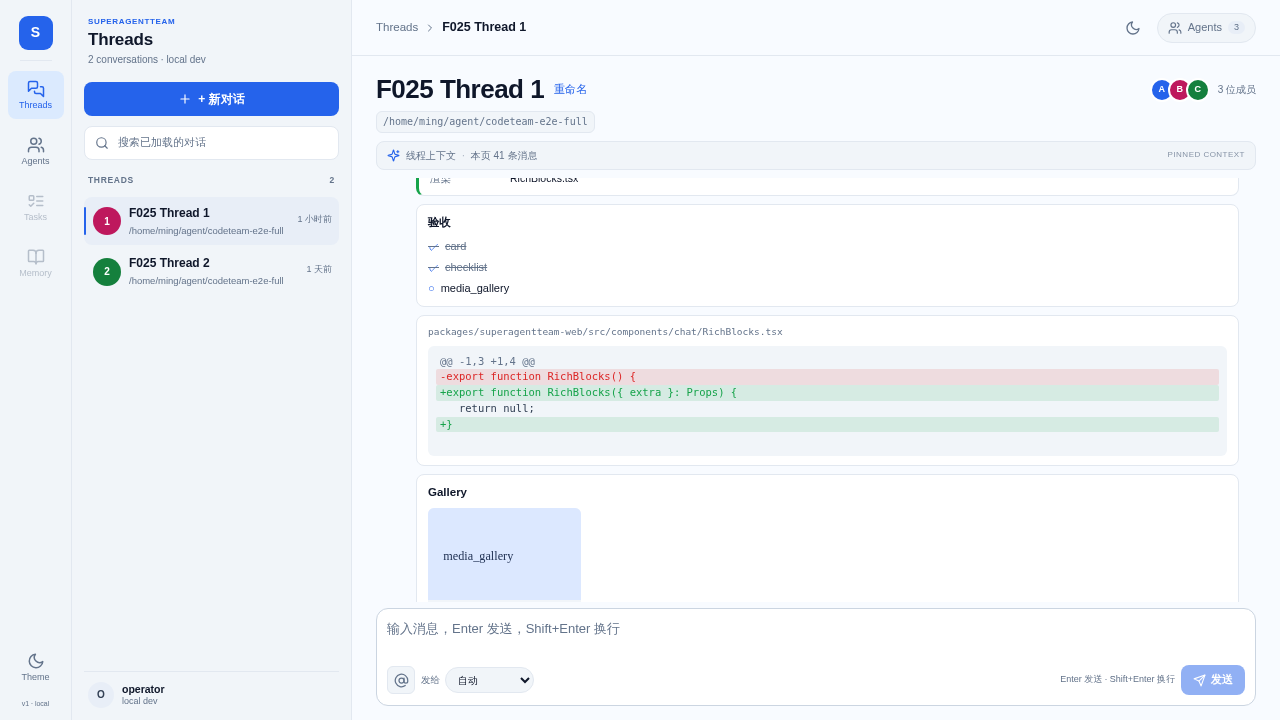 S
Threads
Agents
Tasks
Memory
Theme
v1 · local
SUPERAGENTTEAM
Threads
2 conversations · local dev
+ 新对话
搜索已加载的对话
THREADS 2
1 F025 Thread 1 1 小时前
/home/ming/agent/codeteam-e2e-full
2 F025 Thread 2 1 天前
/home/ming/agent/codeteam-e2e-full
O operator
local dev
Threads F025 Thread 1
Agents 3
F025 Thread 1 重命名
A B C 3 位成员
/home/ming/agent/codeteam-e2e-full
线程上下文 · 本页 41 条消息 PINNED CONTEXT
渲染 RichBlocks.tsx
验收
card
checklist
media_gallery
packages/superagentteam-web/src/components/chat/RichBlocks.tsx
@@ -1,3 +1,4 @@
-export function RichBlocks() {
+export function RichBlocks({ extra }: Props) {
return null;
+}
Gallery
media_gallery
输入消息，Enter 发送，Shift+Enter 换行
发给 自动
Enter 发送 · Shift+Enter 换行 发送